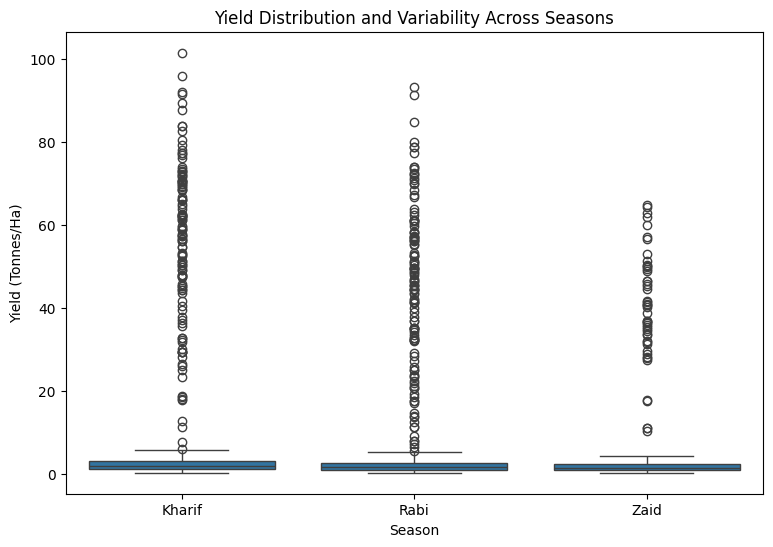 Yield Distribution and Variability Across Seasons
100
80
60
40
20
0
Yield (Tonnes/Ha)
Kharif Rabi Zaid
Season